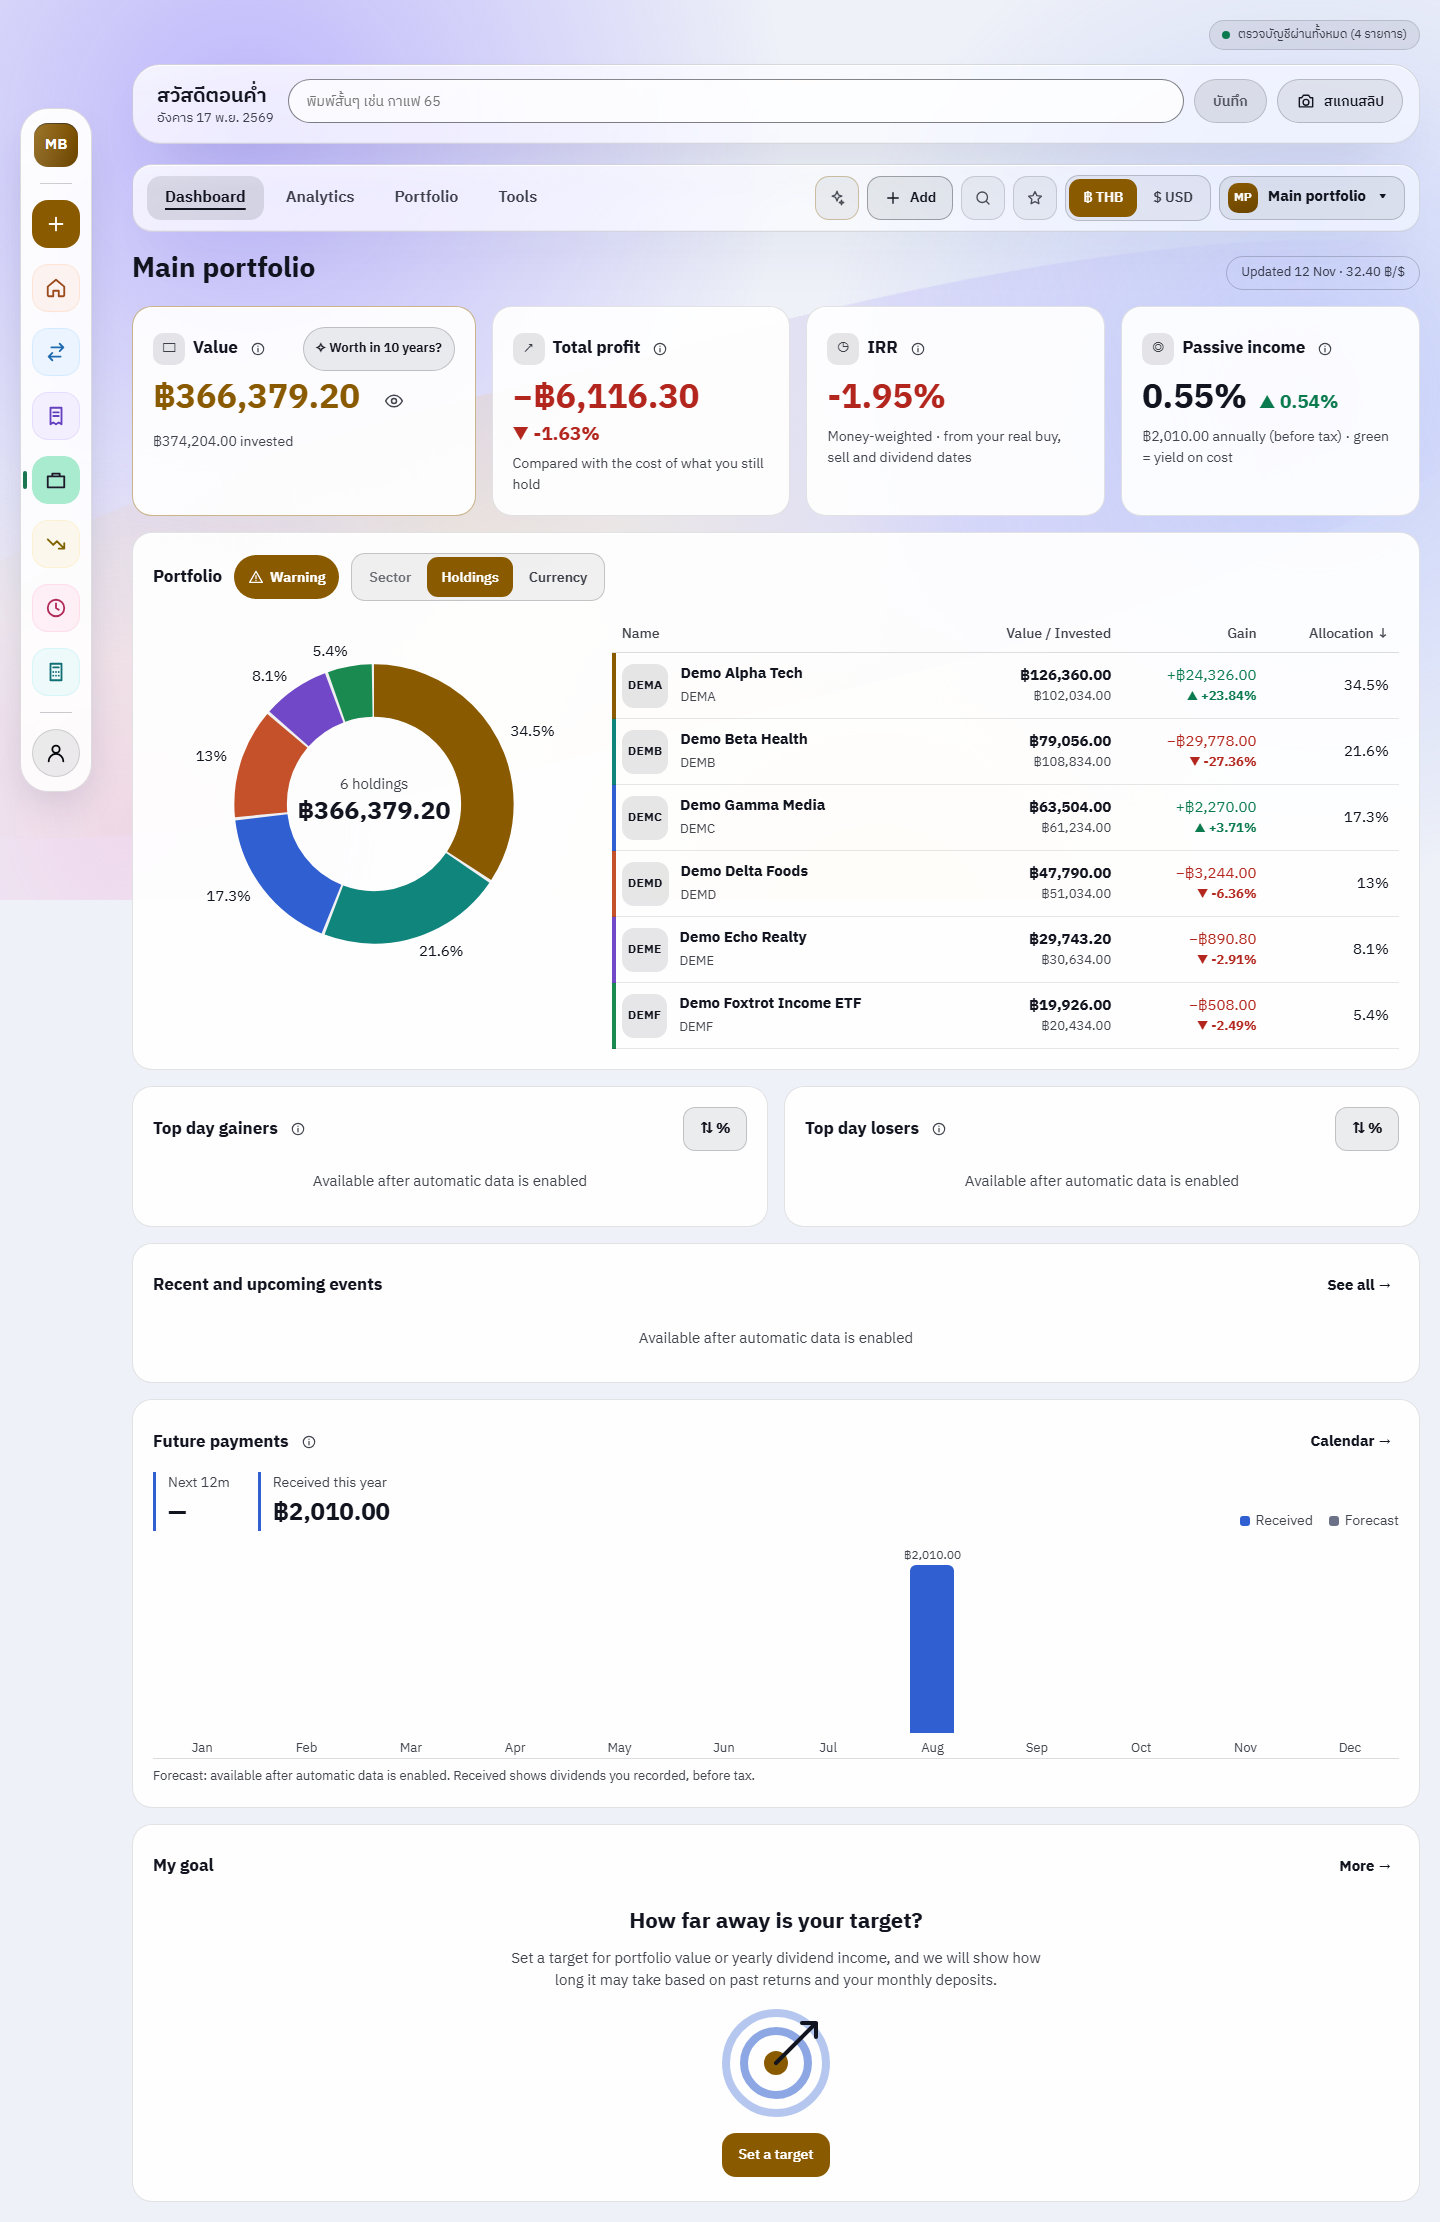 ตรวจบัญชีผ่านทั้งหมด (4 รายการ)
สวัสดีตอนค่ำ
อังคาร 17 พ.ย. 2569
พิมพ์สั้นๆ เช่น กาแฟ 65
บันทึก
สแกนสลิป
MB
Dashboard
Analytics
Portfolio
Tools
Add
฿ THB
$ USD
MP
Main portfolio
Main portfolio
Updated 12 Nov · 32.40 ฿/$
Value
Worth in 10 years?
฿366,379.20
฿374,204.00 invested
Total profit
−฿6,116.30
▼ -1.63%
Compared with the cost of what you still
hold
IRR
-1.95%
Money-weighted · from your real buy,
sell and dividend dates
Passive income
0.55% ▲ 0.54%
฿2,010.00 annually (before tax) · green
= yield on cost
Portfolio
Warning
Sector
Holdings
Currency
5.4%
8.1%
34.5%
13%
6 holdings
฿366,379.20
17.3%
21.6%
Name Value / Invested Gain Allocation ↓
DEMA Demo Alpha Tech ฿126,360.00 +฿24,326.00 34.5%
DEMA ฿102,034.00 ▲ +23.84%
DEMB Demo Beta Health ฿79,056.00 −฿29,778.00 21.6%
DEMB ฿108,834.00 ▼ -27.36%
DEMC Demo Gamma Media ฿63,504.00 +฿2,270.00 17.3%
DEMC ฿61,234.00 ▲ +3.71%
DEMD Demo Delta Foods ฿47,790.00 −฿3,244.00 13%
DEMD ฿51,034.00 ▼ -6.36%
DEME Demo Echo Realty ฿29,743.20 −฿890.80 8.1%
DEME ฿30,634.00 ▼ -2.91%
DEMF Demo Foxtrot Income ETF ฿19,926.00 −฿508.00 5.4%
DEMF ฿20,434.00 ▼ -2.49%
Top day gainers
⇅ %
Available after automatic data is enabled
Top day losers
⇅ %
Available after automatic data is enabled
Recent and upcoming events
See all →
Available after automatic data is enabled
Future payments
Calendar →
Next 12m
—
Received this year
฿2,010.00
Received
Forecast
฿2,010.00
Jan Feb Mar Apr May Jun Jul Aug Sep Oct Nov Dec
Forecast: available after automatic data is enabled. Received shows dividends you recorded, before tax.
My goal
More →
How far away is your target?
Set a target for portfolio value or yearly dividend income, and we will show how
long it may take based on past returns and your monthly deposits.
Set a target